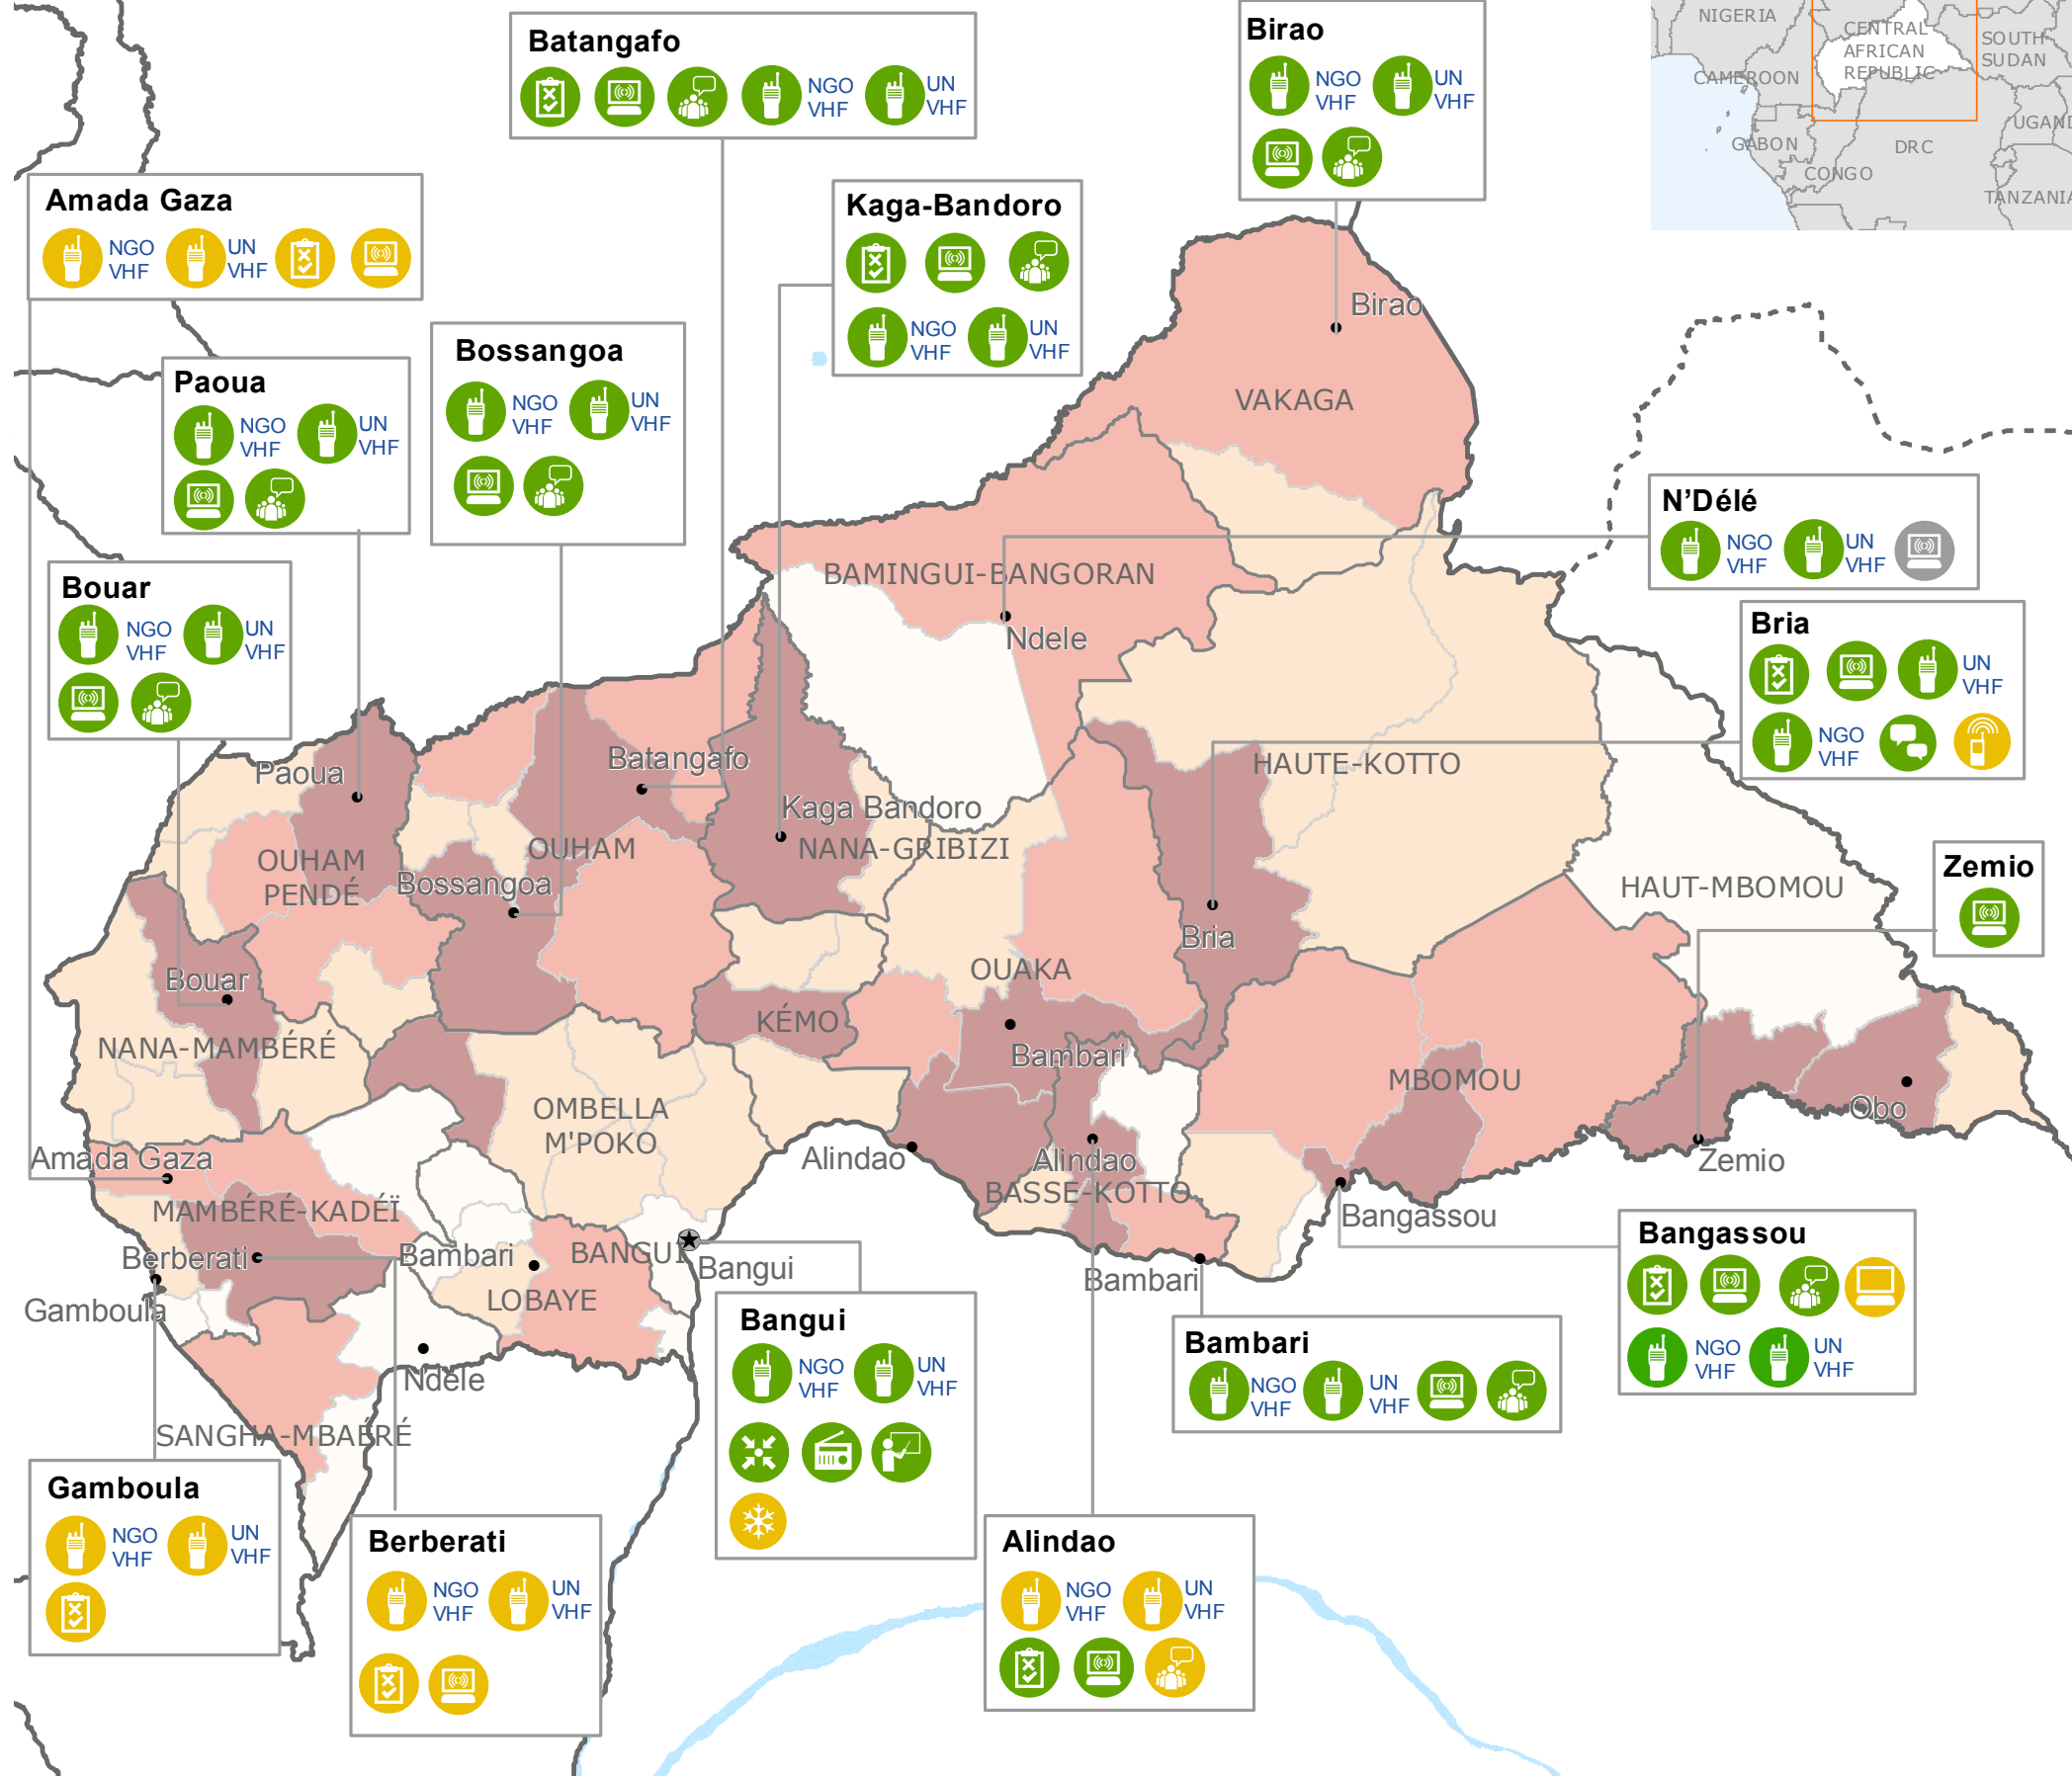 Batangafo
NGO
VHF
UN
VHF
Birao
NGO
VHF
UN
VHF
NIGERIA
CENTRAL
AFRICAN
REPUBLIC
SOUTH
SUDAN
CAMEROON
GABON
CONGO
DRC
TANZANIA
Amada Gaza
NGO
VHF
UN
VHF
Kaga-Bandoro
NGO
VHF
UN
VHF
Paoua
NGO
VHF
UN
VHF
Bossangoa
NGO
VHF
UN
VHF
Birao
VAKAGA
N’Délé
NGO
VHF
UN
VHF
Bouar
NGO
VHF
UN
VHF
BAMINGUI-BANGORAN
Ndele
Bria
UN
VHF
NGO
VHF
Paoua
Batangafo
Kaga Bandoro
HAUTE-KOTTO
OUHAM
PENDÉ
OUHAM
NANA-GRIBIZI
Bossangoa
HAUT-MBOMOU
Zemio
Bouar
Bria
OUAKA
KÉMO
NANA-MAMBÉRÉ
Bambari
MBOMOU
Obo
OMBELLA
M'POKO
Amada Gaza
Alindao
Alindao
Zemio
BASSE-KOTTO
MAMBÉRÉ-KADÉÏ
Bangassou
Berberati
Bambari
BANGUI
Bangui
Bambari
Gamboula
LOBAYE
Ndele
SANGHA-MBAÉRÉ
Bangui
NGO
VHF
UN
VHF
Bambari
NGO
VHF
UN
VHF
Bangassou
NGO
VHF
UN
VHF
Gamboula
NGO
VHF
UN
VHF
Berberati
NGO
VHF
UN
VHF
Alindao
NGO
VHF
UN
VHF